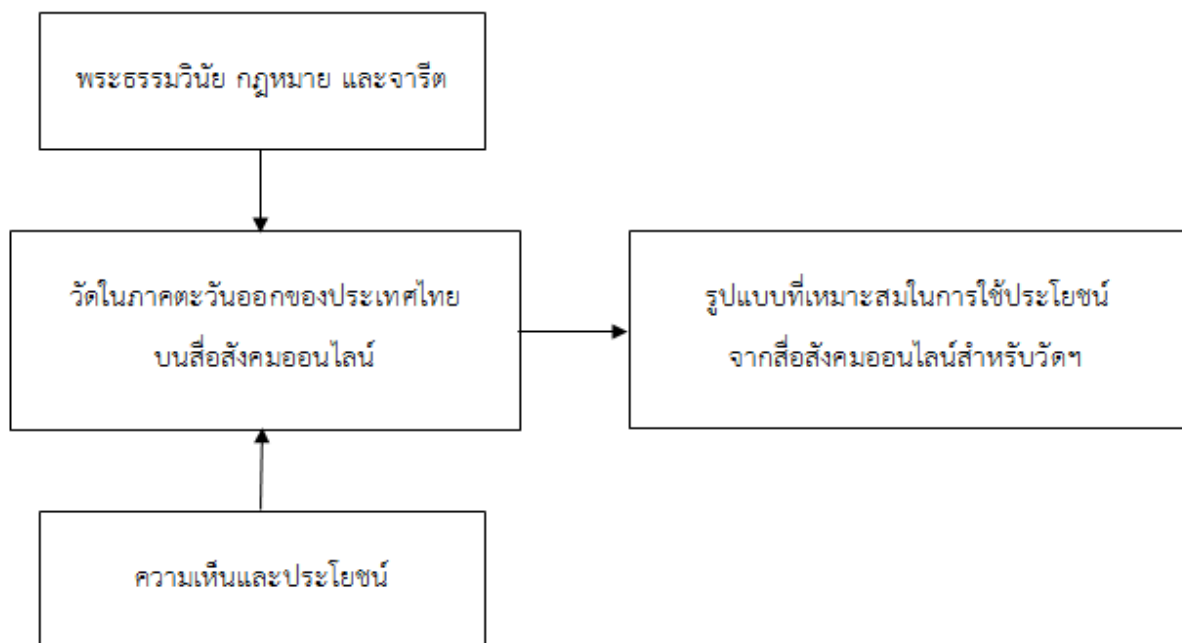 พระธรรมวินัย กฎหมาย และจารีต
วัดในภาคตะวันออกของประเทศไทย
บนสื่อสังคมออนไลน์
รูปแบบที่เหมาะสมในการใช้ประโยชน์
จากสื่อสังคมออนไลน์สำหรับวัดฯ
ความเห็นและประโยชน์